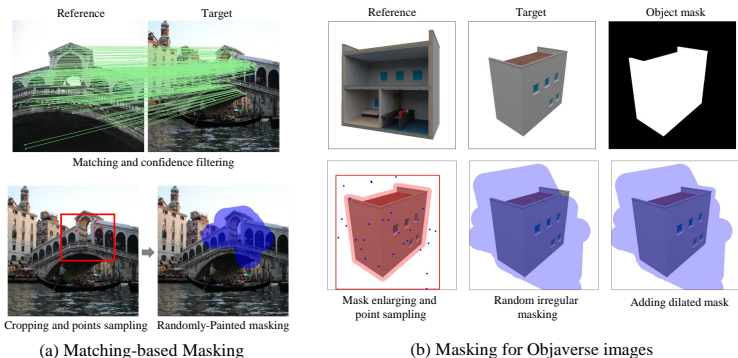 Reference
Target
Matching and confidence filtering
Cropping and points sampling
Randomly-Painted masking
(a) Matching-based Masking
Reference
Target
Object mask
Mask enlarging and
point sampling
Random irregular
masking
Adding dilated mask
(b) Masking for Objaverse images